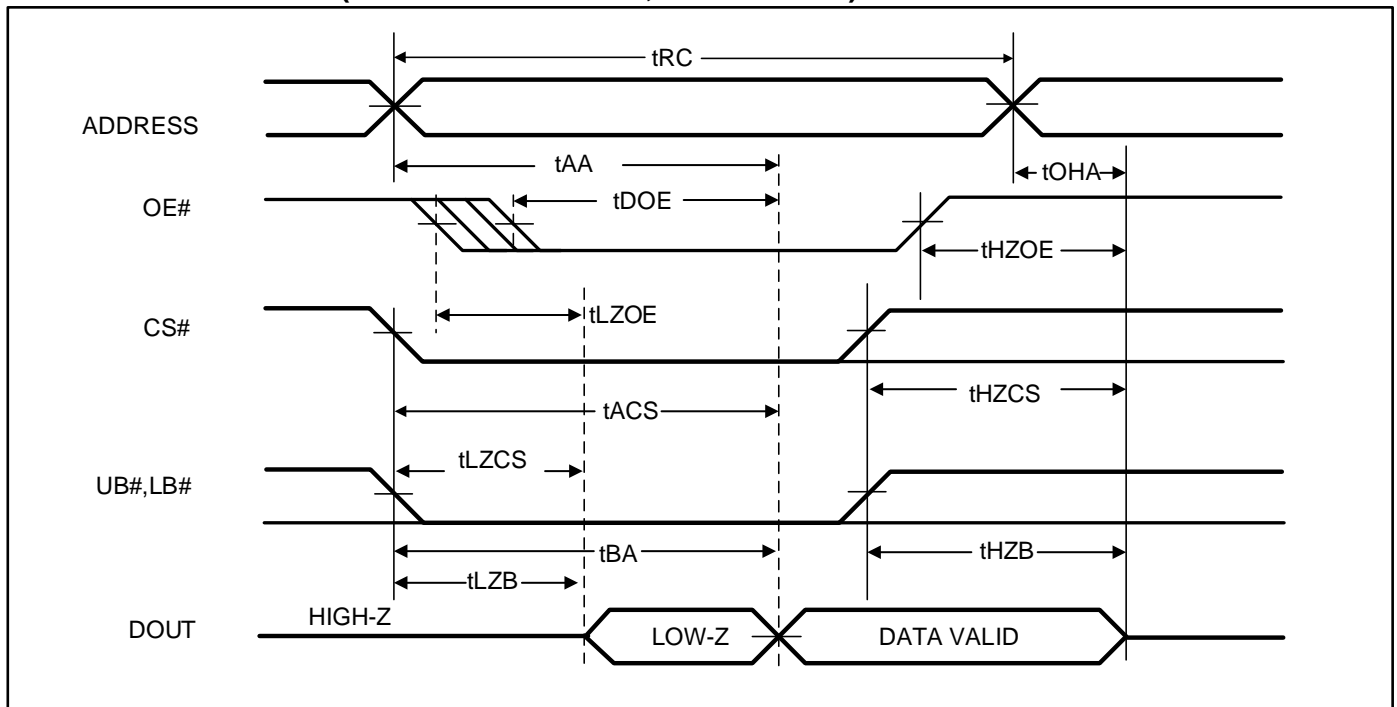 tRC
ADDRESS
tAA
tOHA
OE#
tDOE
tHZOE
tLZOE
CS#
tHZCS
tACS
tLZCS
UB#,LB#
tBA
tHZB
tLZB
HIGH-Z
DOUT
LOW-Z
DATA VALID